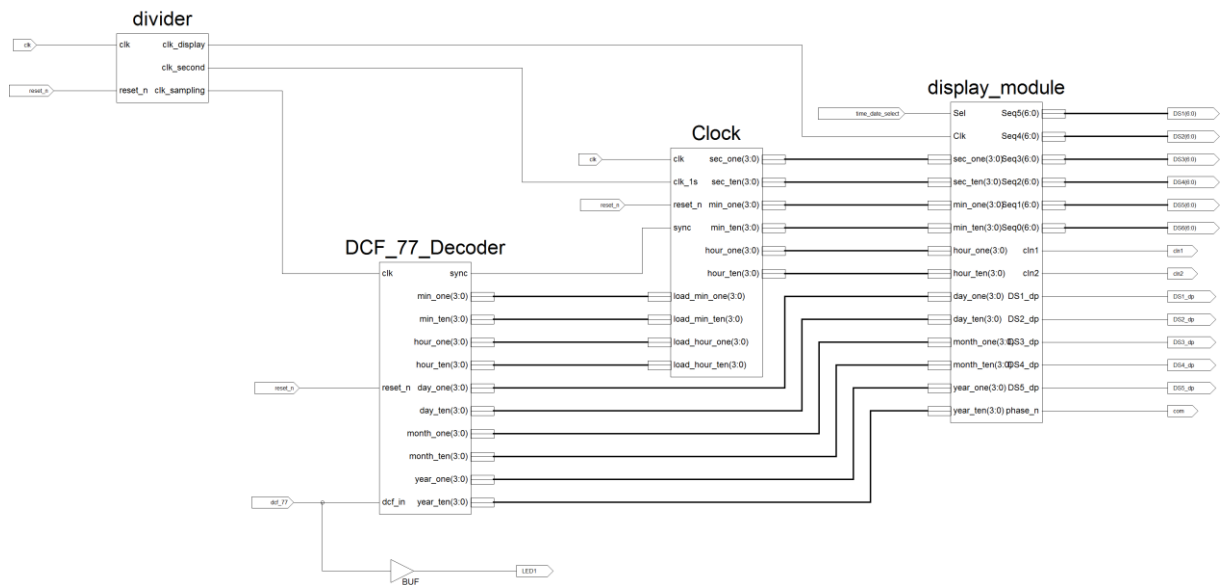 divider
clk
clk clk_display
clk_second
reset_n
reset_n clk_sampling
display_module
time_date_select
Sel Seq5(6:0)
DS1(6:0)
Clk Seq4(6:0)
DS2(6:0)
Clock
clk
clk sec_one(3:0)
sec_one(3:0) Seq3(6:0)
DS3(6:0)
clk_1s sec_ten(3:0)
sec_ten(3:0) Seq2(6:0)
DS4(6:0)
reset_n
reset_n min_one(3:0)
min_one(3:0) Seq1(6:0)
DS5(6:0)
sync min_ten(3:0)
min_ten(3:0) Seq0(6:0)
DS6(6:0)
hour_one(3:0)
hour_one(3:0) cln1
cln1
DCF_77_Decoder
clk sync
hour_ten(3:0)
hour_ten(3:0) cln2
cln2
min_one(3:0)
load_min_one(3:0)
day_one(3:0) DS1_dp
DS1_dp
min_ten(3:0)
load_min_ten(3:0)
day_ten(3:0) DS2_dp
DS2_dp
hour_one(3:0)
load_hour_one(3:0)
month_one(3:0) DS3_dp
DS3_dp
hour_ten(3:0)
load_hour_ten(3:0)
month_ten(3:0) DS4_dp
DS4_dp
reset_n
reset_n day_one(3:0)
year_one(3:0) DS5_dp
DS5_dp
day_ten(3:0)
year_ten(3:0) phase_n
com
month_one(3:0)
month_ten(3:0)
year_one(3:0)
dcf_77
dcf_in year_ten(3:0)
BUF
LED1